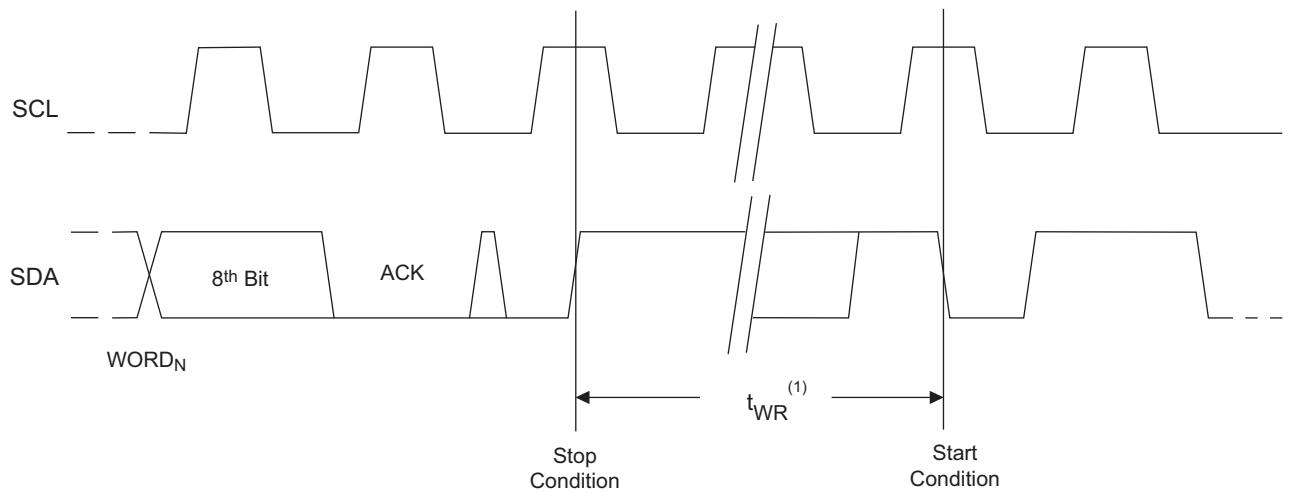 SCL
SDA
8th Bit
ACK
WORDN
tWR(1)
Stop
Condition
Start
Condition